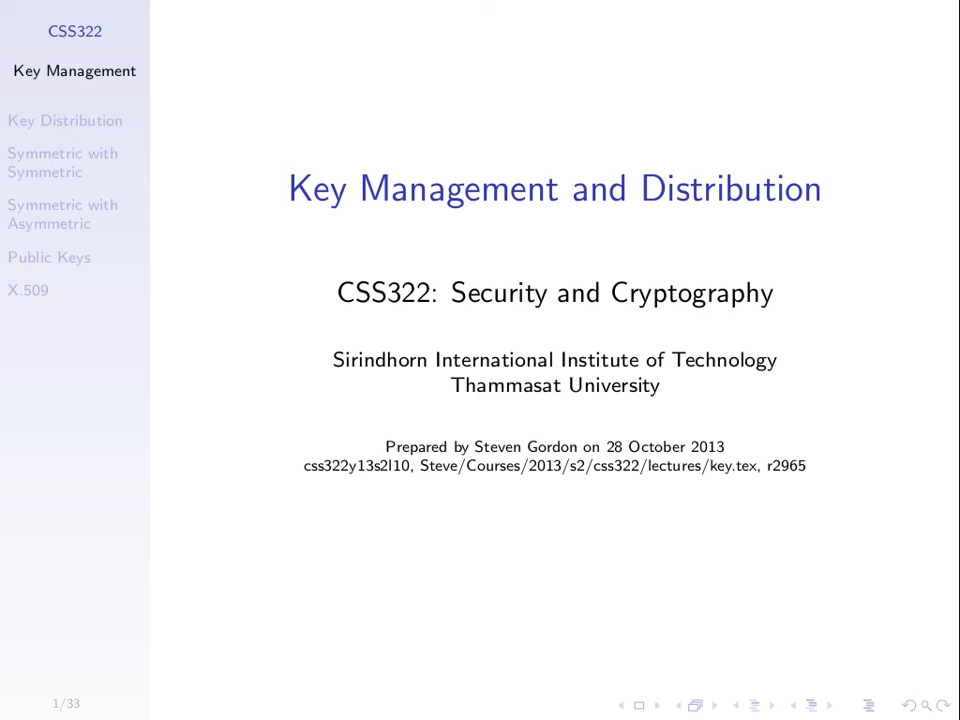 CSS322
Key Management
Key Distribution
Symmetric with
Symmetric
Symmetric with
Asymmetric
Public Keys
X.509
1/33
Key Management and Distribution
CSS322: Security and Cryptography
Sirindhorn International Institute of Technology
Thammasat University
Prepared by Steven Gordon on 28 October 2013
css322y13s2l10, Steve/Courses/2013/s2/css322/lectures/key.tex, r2965